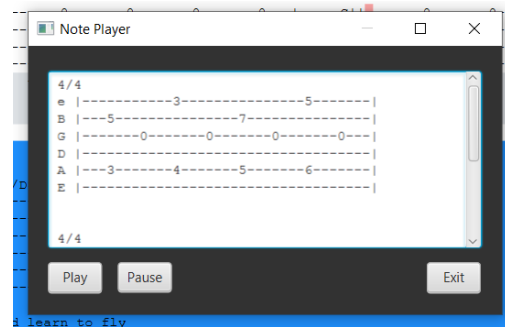 Note Player
4/4
e |-----------3---------------5-------|
B |---5---------------7---------------|
G |-------0-------0-------0-------0---|
D |-----------------------------------|
A |---3-------4-------5-------6-------|
E |-----------------------------------|
4/4
Play Pause Exit
/D
d learn to fly